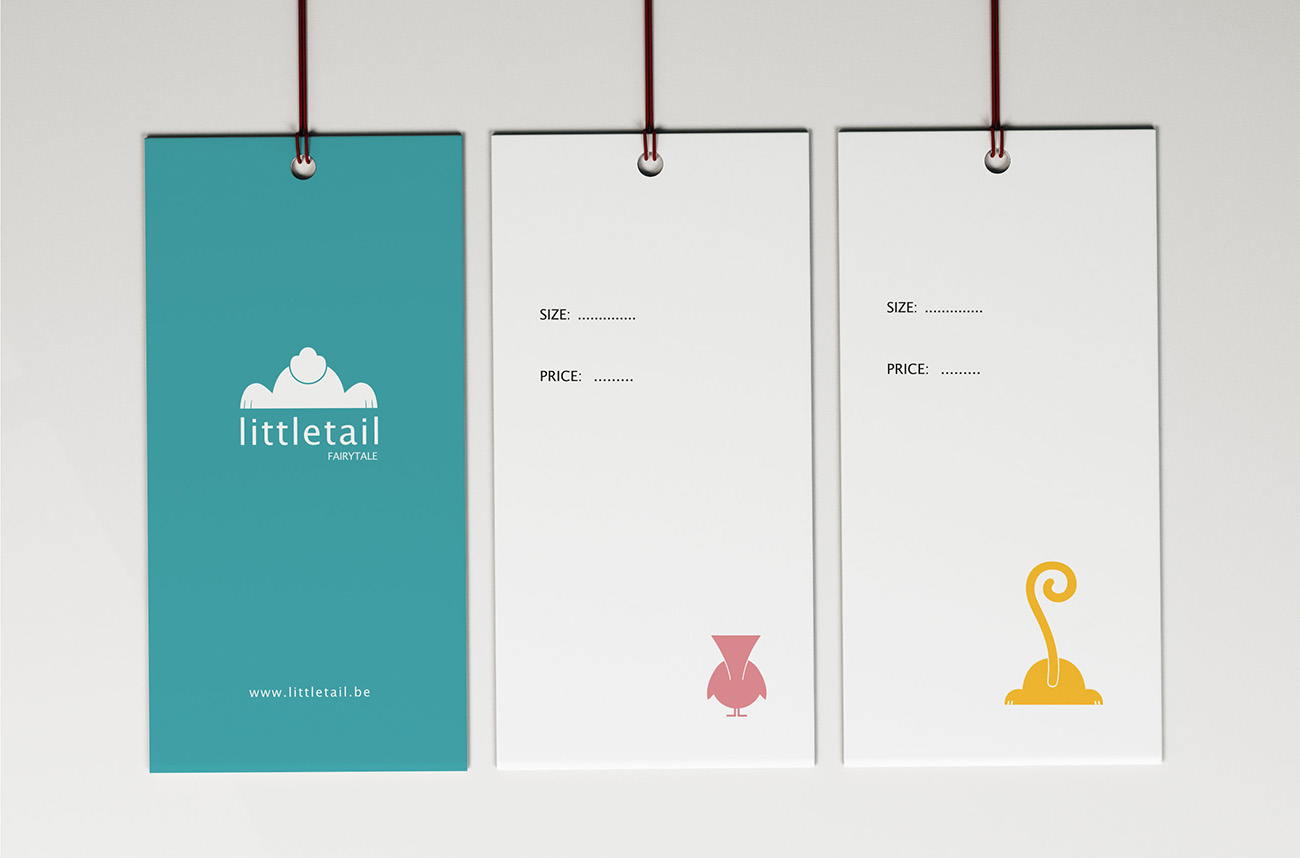 littletail
FAIRYTALE
www.littletail.be
SIZE: ..............
PRICE: .........
SIZE: ..............
PRICE: .........